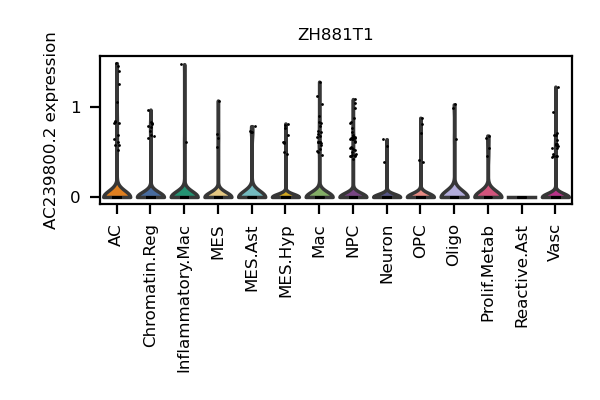 ZH881T1
AC239800.2 expression
1
0
AC
Chromatin.Reg
Inflammatory.Mac
MES
MES.Ast
MES.Hyp
Mac
NPC
Neuron
OPC
Oligo
Prolif.Metab
Reactive.Ast
Vasc